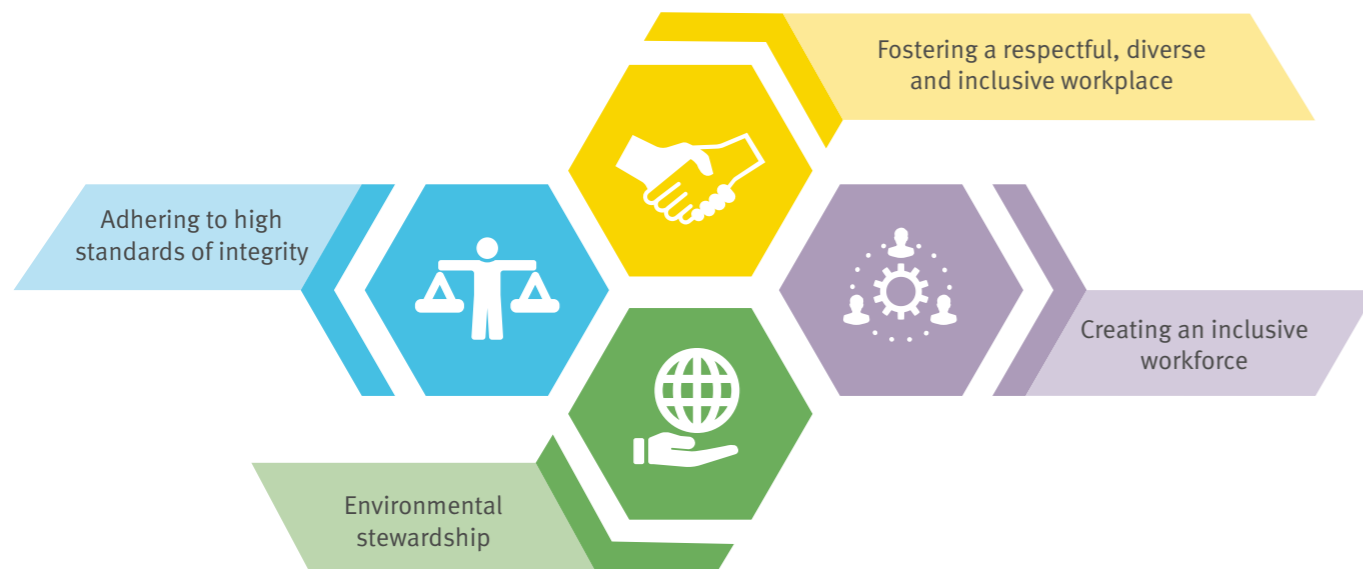 Fostering a respectful, diverse
and inclusive workplace
Adhering to high
standards of integrity
Creating an inclusive
workforce
Environmental
stewardship